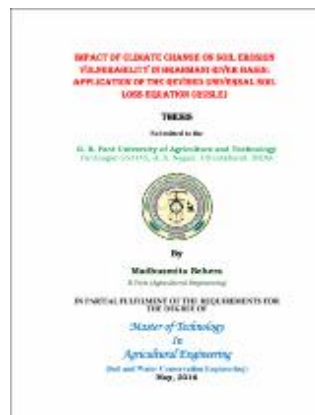 IMPACT OF CLIMATE CHANGE ON SOIL EROSION
VULNERABILITY IN BRAHMANI RIVER BASIN:
APPLICATION OF THE REVISED UNIVERSAL SOIL
LOSS EQUATION (RUSLE)
THESIS
Submitted to the
G. B. Pant University of Agriculture and Technology
By
Madhusmita Behera
B.Tech (Agricultural Engineering)
IN PARTIAL FULFILMENT OF THE REQUIREMENTS FOR
THE DEGREE OF
Master of Technology
In
Agricultural Engineering
(Soil and Water Conservation Engineering)
May, 2016